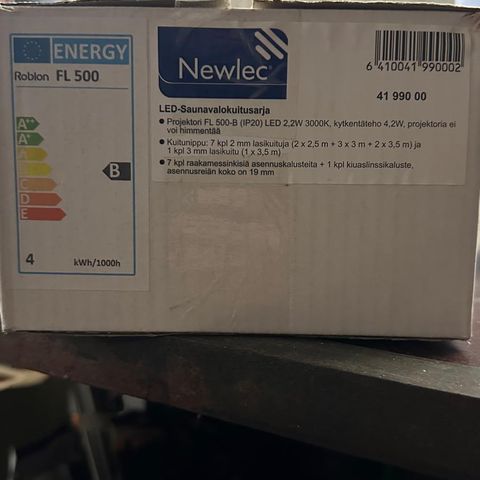 ENERGY
Roblon FL 500
A++
A+
A
B
C
D
E
B
4 kWh/1000h
Newlec
6 410041 990002
41 990 00
LED-Saunavalokuitusarja
• Projektori FL 500-B (IP20) LED 2,2W 3000K, kytkentäteho 4,2W, projektoria ei
voi himmentää
• Kuitunippu: 7 kpl 2 mm lasikuituja (2 x 2,5 m + 3 x 3 m + 2 x 3,5 m) ja
1 kpl 3 mm lasikuitu (1 x 3,5 m)
• 7 kpl raakamessinkisiä asennuskalusteita + 1 kpl kiuaslinssikaluste,
asennusreiän koko on 19 mm